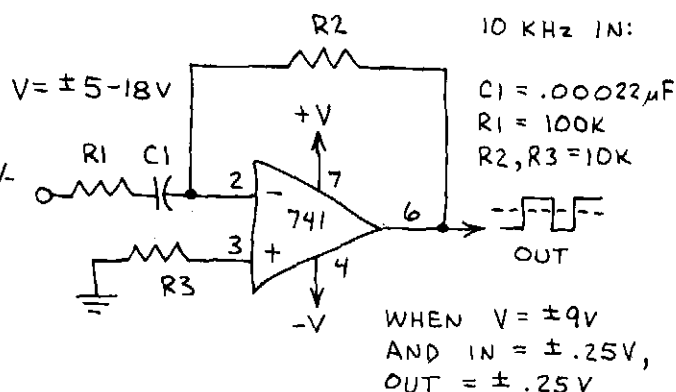 R2
10 KHz IN:
V= ±5-18V
C1 = .00022µF
R1 = 100K
R2, R3 = 10K
+V
R1 C1
2 - 7
741 6
3 + 4
R3
-V
OUT
WHEN V = ±9V
AND IN = ±.25V,
OUT = ±.25V